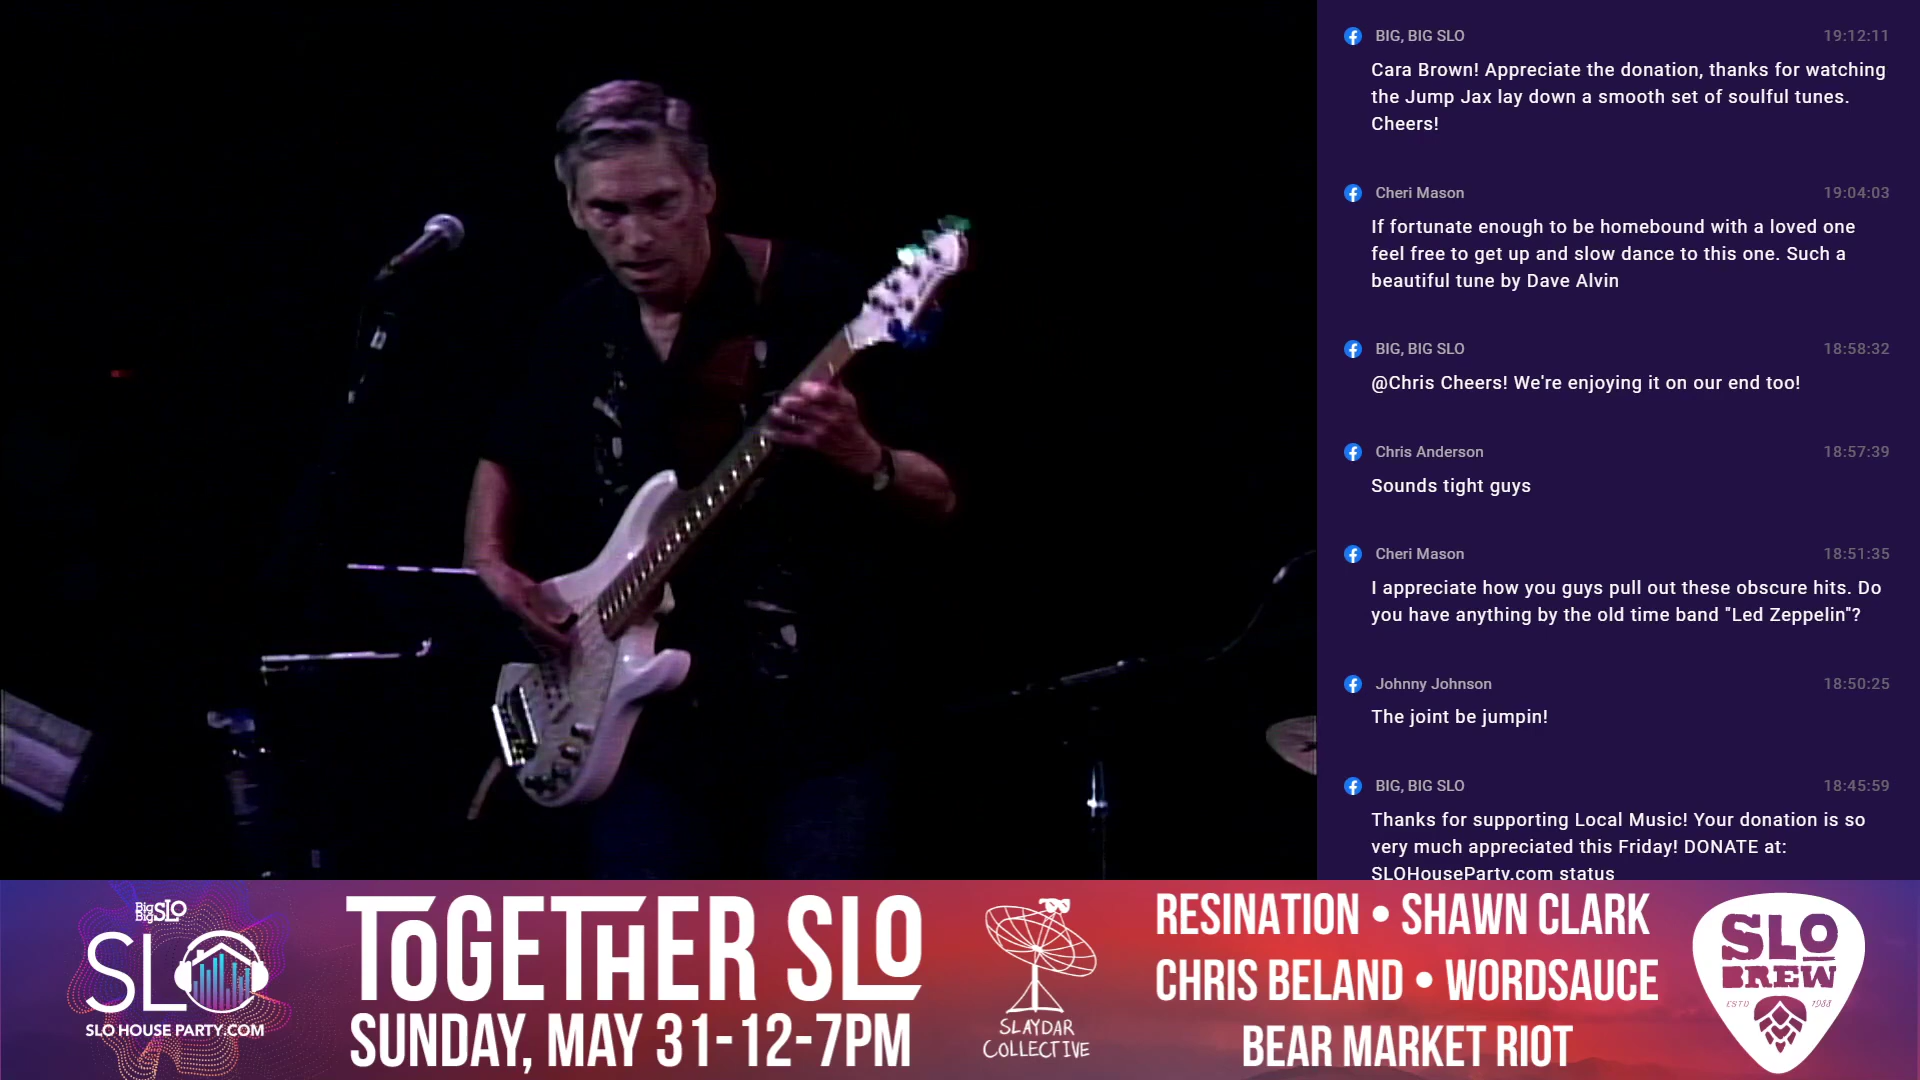 BIG, BIG SLO 19:12:11
Cara Brown! Appreciate the donation, thanks for watching
the Jump Jax lay down a smooth set of soulful tunes.
Cheers!
Cheri Mason 19:04:03
If fortunate enough to be homebound with a loved one
feel free to get up and slow dance to this one. Such a
beautiful tune by Dave Alvin
BIG, BIG SLO 18:58:32
@Chris Cheers! We're enjoying it on our end too!
Chris Anderson 18:57:39
Sounds tight guys
Cheri Mason 18:51:35
I appreciate how you guys pull out these obscure hits. Do
you have anything by the old time band "Led Zeppelin"?
Johnny Johnson 18:50:25
The joint be jumpin!
BIG, BIG SLO 18:45:59
Thanks for supporting Local Music! Your donation is so
very much appreciated this Friday! DONATE at:
SLOHouseParty.com status
Big Big SLO
SLO
SLO HOUSE PARTY.COM
TOGETHER SLO
SUNDAY, MAY 31-12-7PM
SLAYDAR
COLLECTIVE
RESINATION • SHAWN CLARK
CHRIS BELAND • WORDSAUCE
BEAR MARKET RIOT
SLO
BREW
ESTD 1988